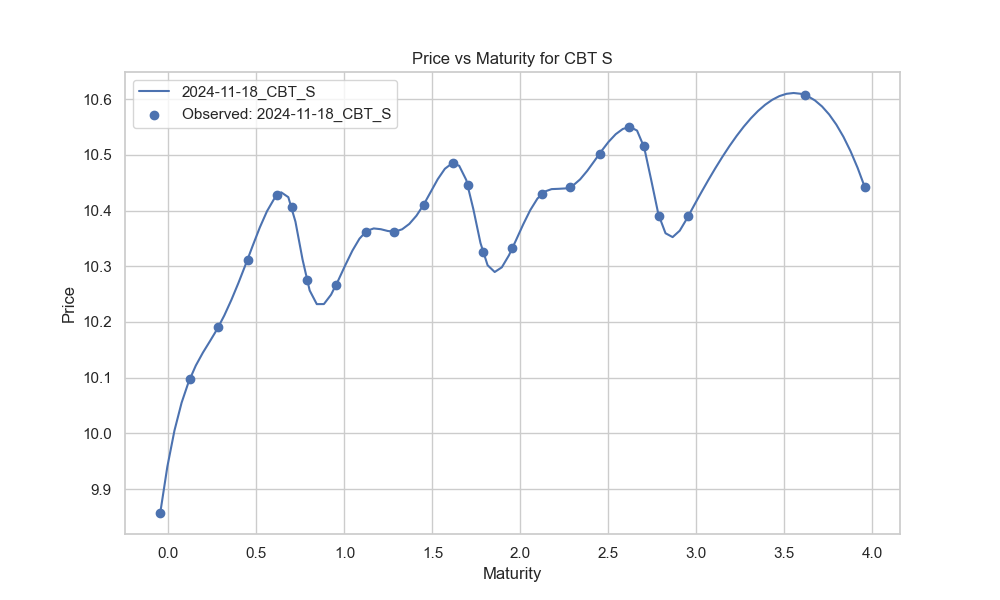 Price vs Maturity for CBT S
2024-11-18_CBT_S
Observed: 2024-11-18_CBT_S
Price
10.6
10.5
10.4
10.3
10.2
10.1
10.0
9.9
0.0 0.5 1.0 1.5 2.0 2.5 3.0 3.5 4.0
Maturity